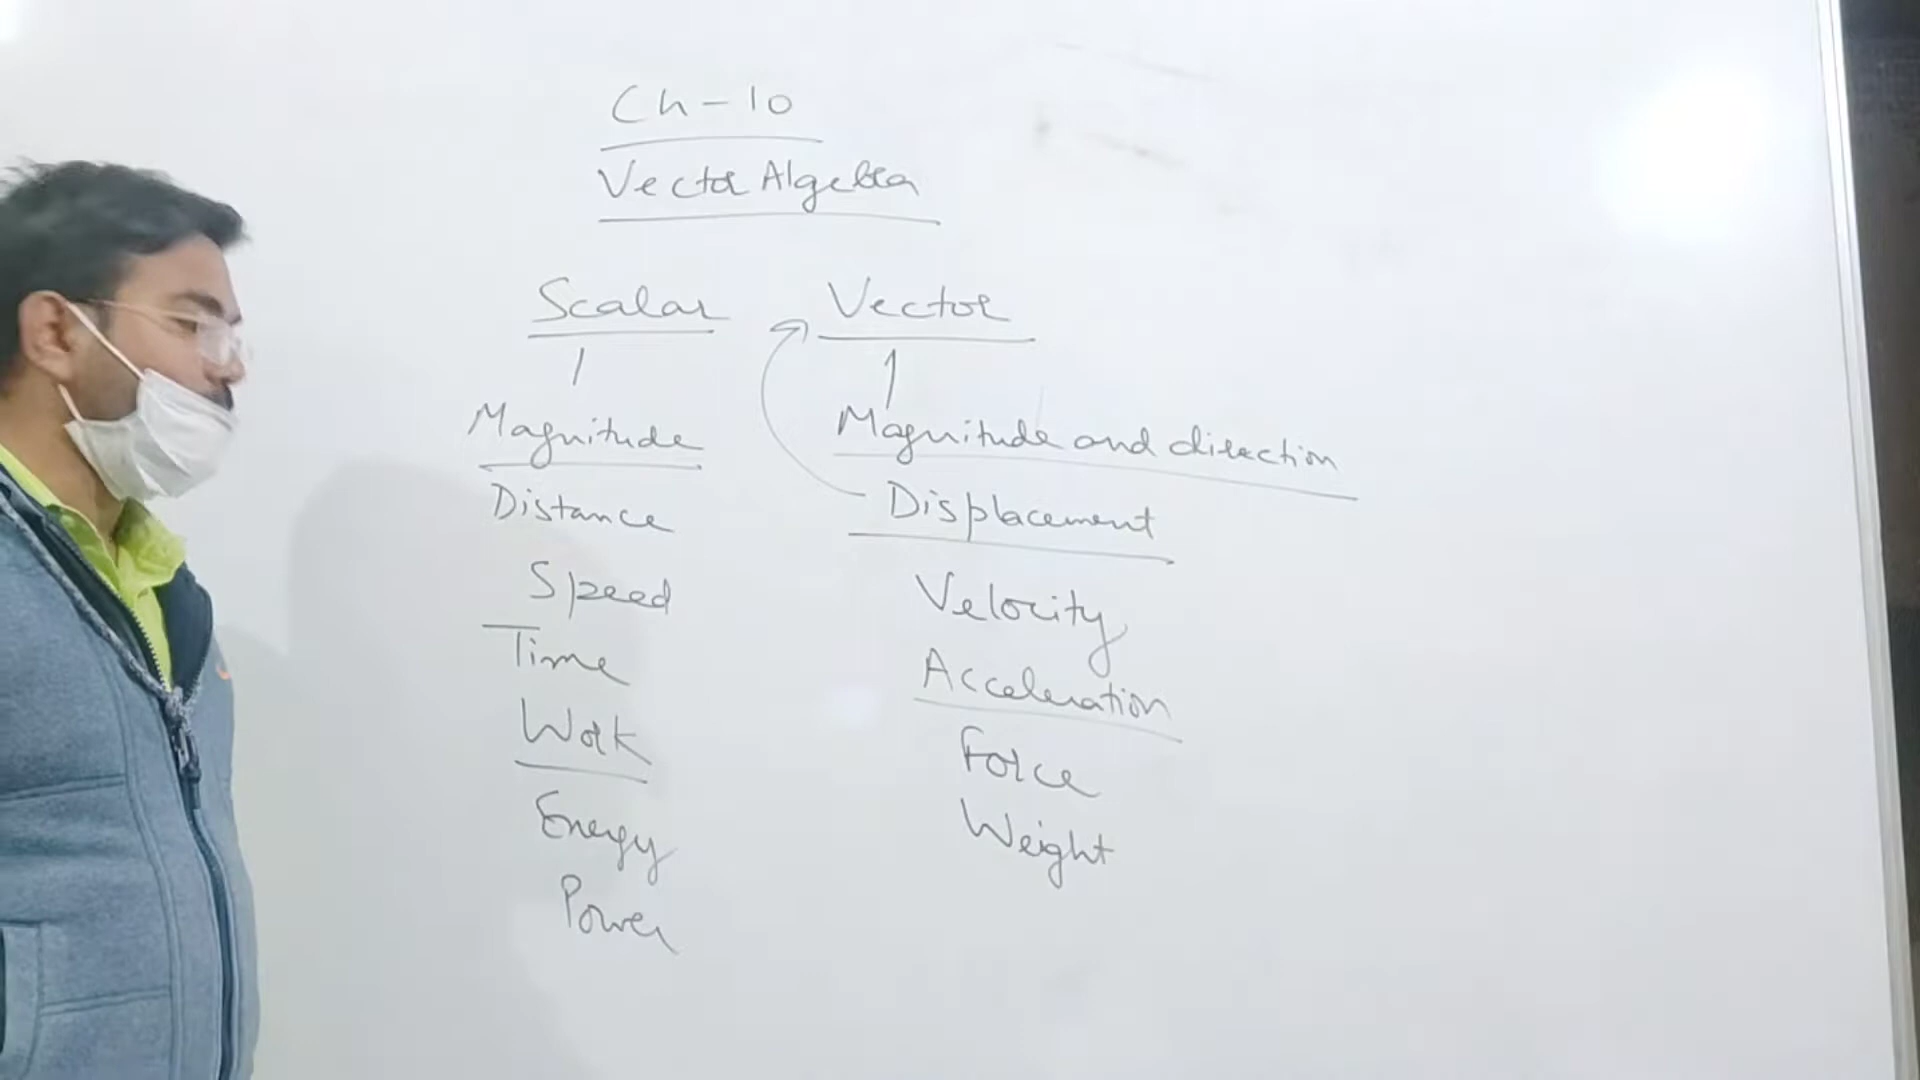 Ch - 10
Vector Algebra
Scalar Vector
Magnitude Magnitude and direction
Distance Displacement
Speed Velocity
Time Acceleration
Work Force
Energy Weight
Power